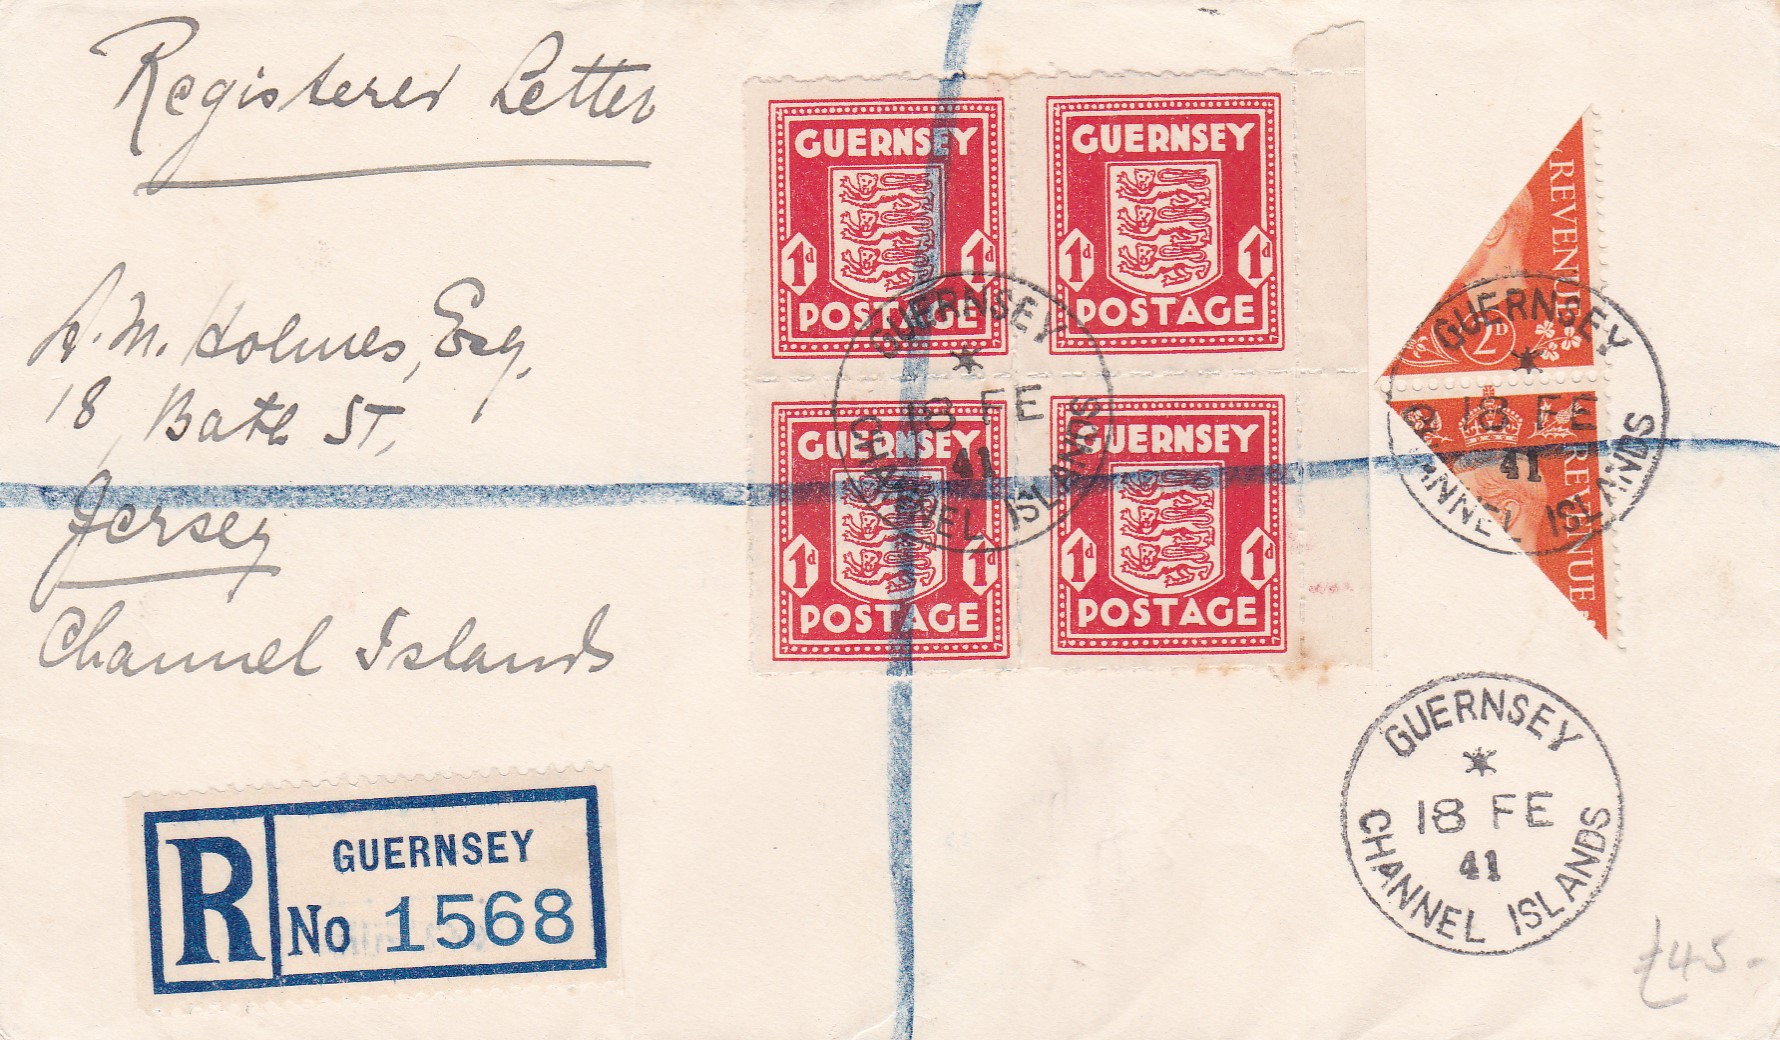 Registered Letter
A. M. Holmes, Esq.
18, Bath St,
Jersey
Channel Islands
R
GUERNSEY
No 1568
GUERNSEY
1d 1d
POSTAGE
GUERNSEY
1d 1d
POSTAGE
GUERNSEY
1d 1d
POSTAGE
GUERNSEY
1d 1d
POSTAGE
GUERNSEY
18 FE
41
CHANNEL ISLANDS
REVENUE
2D
REVENUE
GUERNSEY
18 FE
41
CHANNEL ISLANDS
GUERNSEY
18 FE
41
CHANNEL ISLANDS
£45-